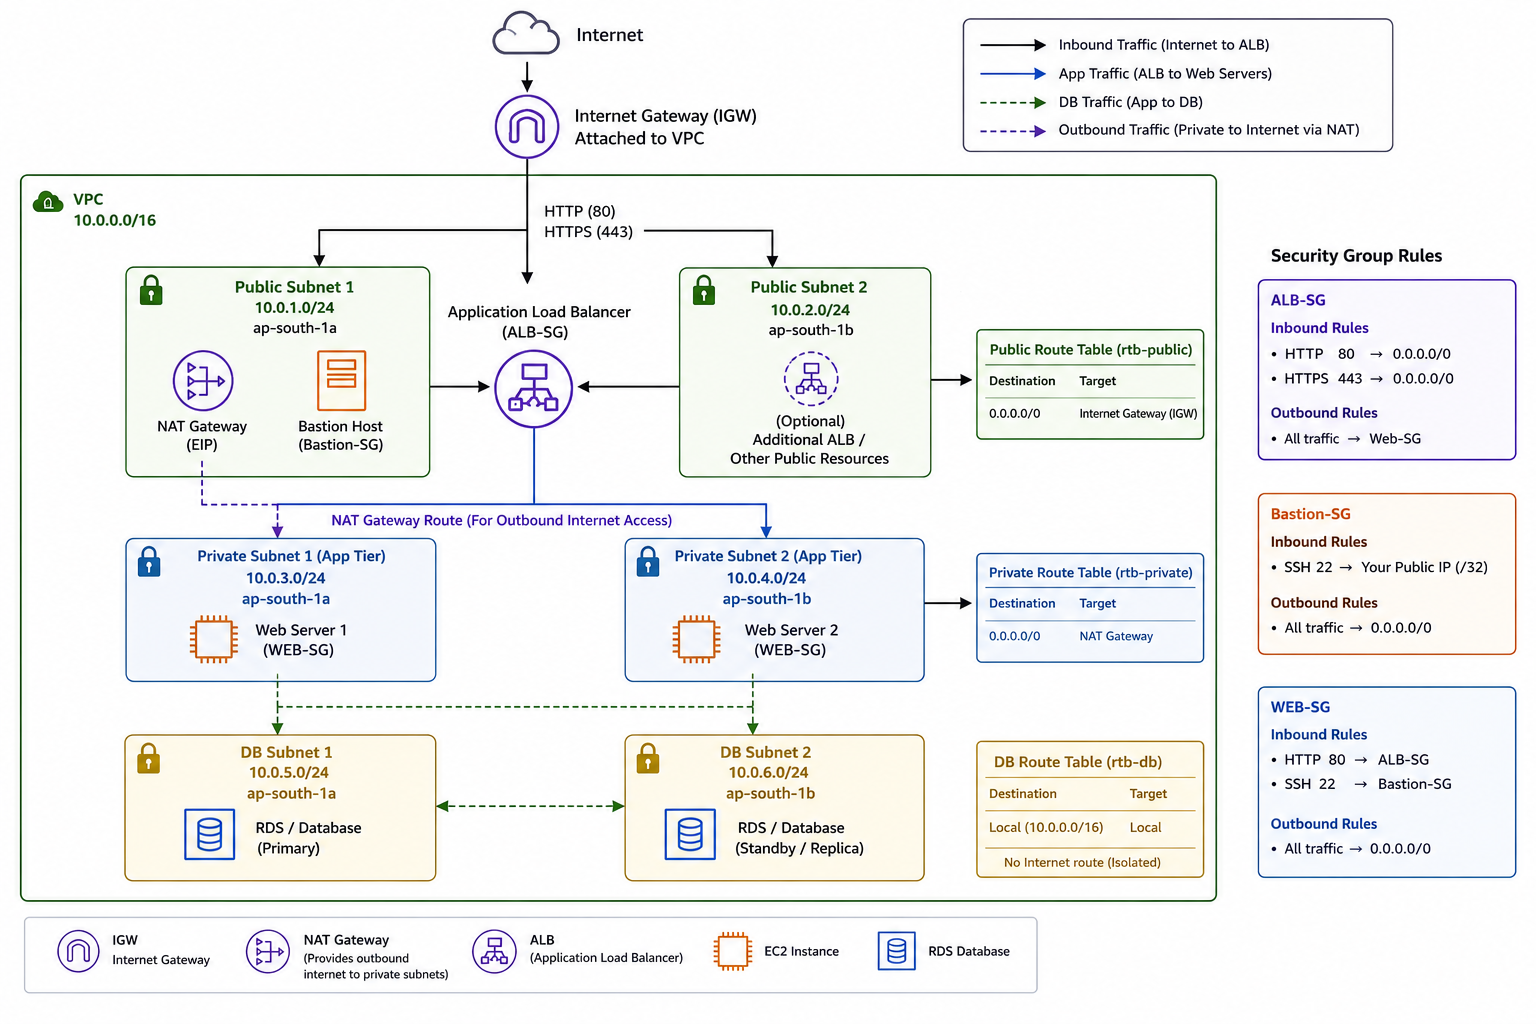 Internet
Internet Gateway (IGW)
Attached to VPC
Inbound Traffic (Internet to ALB)
App Traffic (ALB to Web Servers)
DB Traffic (App to DB)
Outbound Traffic (Private to Internet via NAT)
VPC
10.0.0.0/16
HTTP (80)
HTTPS (443)
Public Subnet 1
10.0.1.0/24
ap-south-1a
NAT Gateway
(EIP)
Bastion Host
(Bastion-SG)
Application Load Balancer
(ALB-SG)
Public Subnet 2
10.0.2.0/24
ap-south-1b
(Optional)
Additional ALB /
Other Public Resources
Public Route Table (rtb-public)
Destination Target
0.0.0.0/0 Internet Gateway (IGW)
NAT Gateway Route (For Outbound Internet Access)
Private Subnet 1 (App Tier)
10.0.3.0/24
ap-south-1a
Web Server 1
(WEB-SG)
Private Subnet 2 (App Tier)
10.0.4.0/24
ap-south-1b
Web Server 2
(WEB-SG)
Private Route Table (rtb-private)
Destination Target
0.0.0.0/0 NAT Gateway
DB Subnet 1
10.0.5.0/24
ap-south-1a
RDS / Database
(Primary)
DB Subnet 2
10.0.6.0/24
ap-south-1b
RDS / Database
(Standby / Replica)
DB Route Table (rtb-db)
Destination Target
Local (10.0.0.0/16) Local
No Internet route (Isolated)
Security Group Rules
ALB-SG
Inbound Rules
• HTTP 80 → 0.0.0.0/0
• HTTPS 443 → 0.0.0.0/0
Outbound Rules
• All traffic → Web-SG
Bastion-SG
Inbound Rules
• SSH 22 → Your Public IP (/32)
Outbound Rules
• All traffic → 0.0.0.0/0
WEB-SG
Inbound Rules
• HTTP 80 → ALB-SG
• SSH 22 → Bastion-SG
Outbound Rules
• All traffic → 0.0.0.0/0
IGW
Internet Gateway
NAT Gateway
(Provides outbound
internet to private subnets)
ALB
(Application Load Balancer)
EC2 Instance
RDS Database